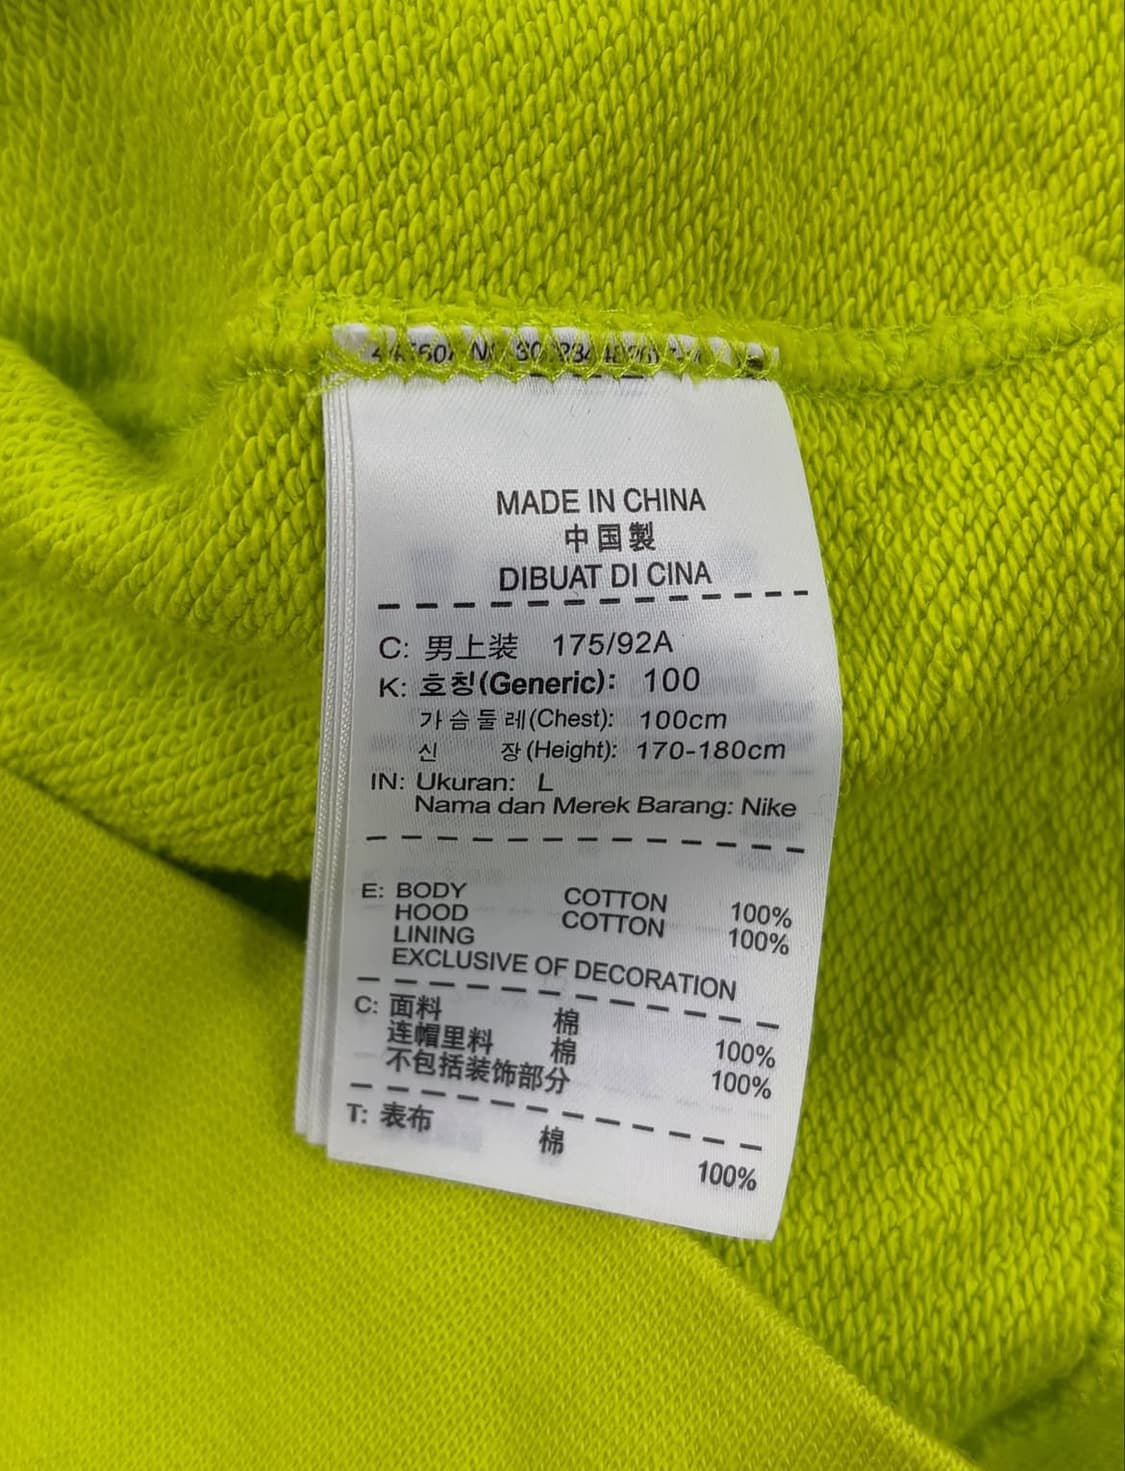 MADE IN CHINA
中国製
DIBUAT DI CINA
C: 男上装 175/92A
K: 호칭(Generic): 100
가슴둘레(Chest): 100cm
신 장(Height): 170-180cm
IN: Ukuran: L
Nama dan Merek Barang: Nike
E: BODY COTTON 100%
HOOD COTTON 100%
LINING
EXCLUSIVE OF DECORATION
C: 面料 棉 100%
连帽里料 棉 100%
不包括装饰部分
T: 表布 棉 100%